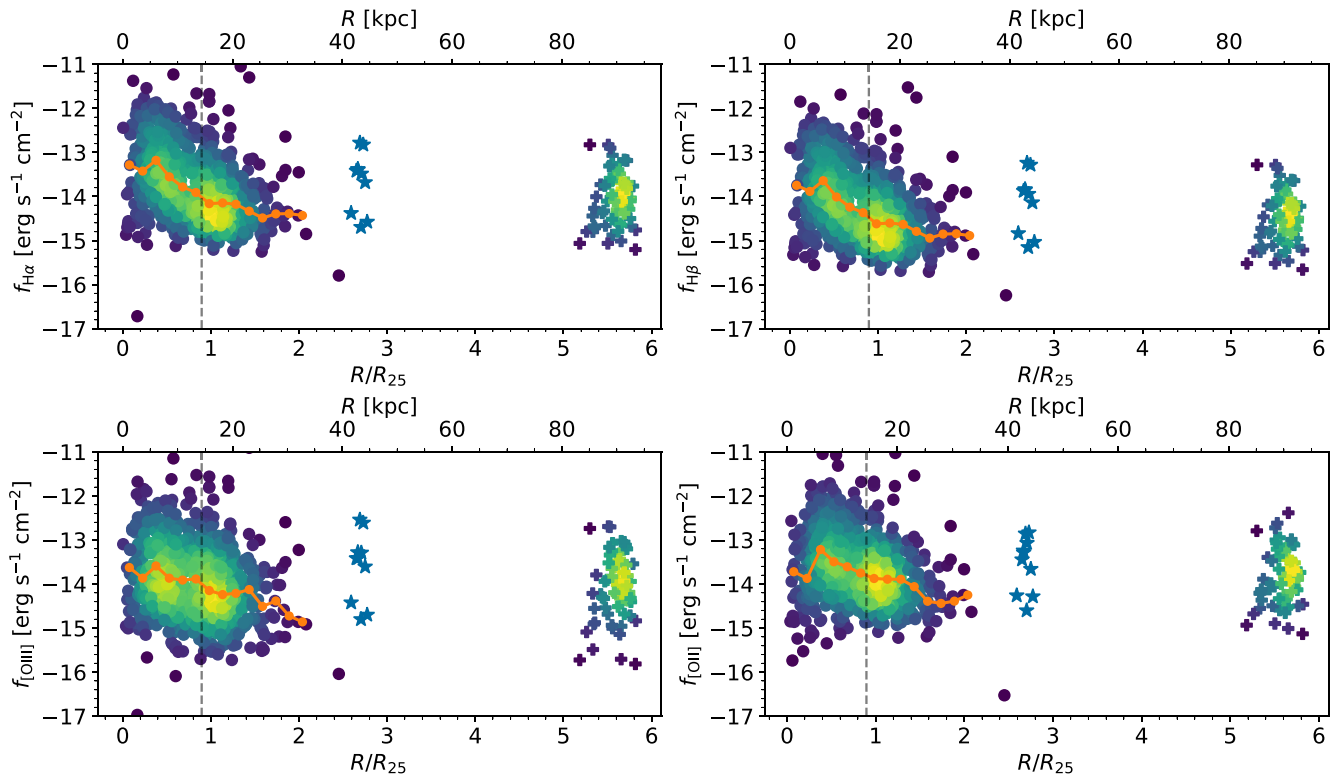 R [kpc]
0 20 40 60 80
−11
−12
−13
−14
−15
−16
−17
f_Hα [erg s⁻¹ cm⁻²]
0 1 2 3 4 5 6
R/R₂₅
R [kpc]
0 20 40 60 80
−11
−12
−13
−14
−15
−16
−17
f_Hβ [erg s⁻¹ cm⁻²]
0 1 2 3 4 5 6
R/R₂₅
R [kpc]
0 20 40 60 80
−11
−12
−13
−14
−15
−16
−17
f_[OIII] [erg s⁻¹ cm⁻²]
0 1 2 3 4 5 6
R/R₂₅
R [kpc]
0 20 40 60 80
−11
−12
−13
−14
−15
−16
−17
f_[OII] [erg s⁻¹ cm⁻²]
0 1 2 3 4 5 6
R/R₂₅